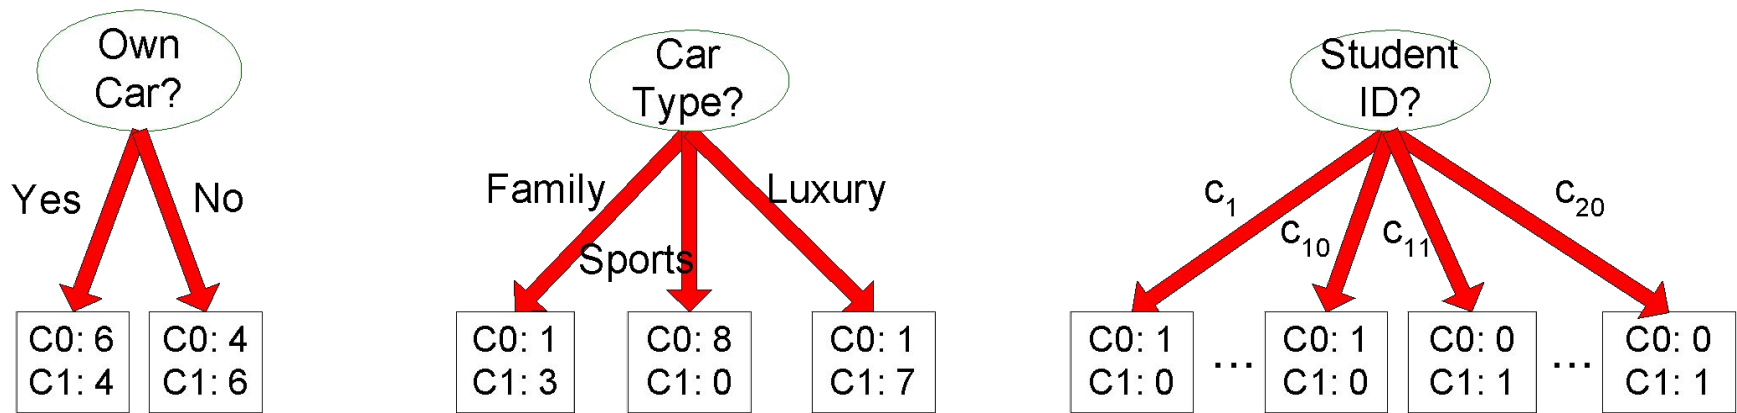 Own
Car?
Yes
No
C0: 6
C1: 4
C0: 4
C1: 6
Car
Type?
Family
Sports
Luxury
C0: 1
C1: 3
C0: 8
C1: 0
C0: 1
C1: 7
Student
ID?
c1
c10
c11
c20
C0: 1
C1: 0
...
C0: 1
C1: 0
C0: 0
C1: 1
...
C0: 0
C1: 1